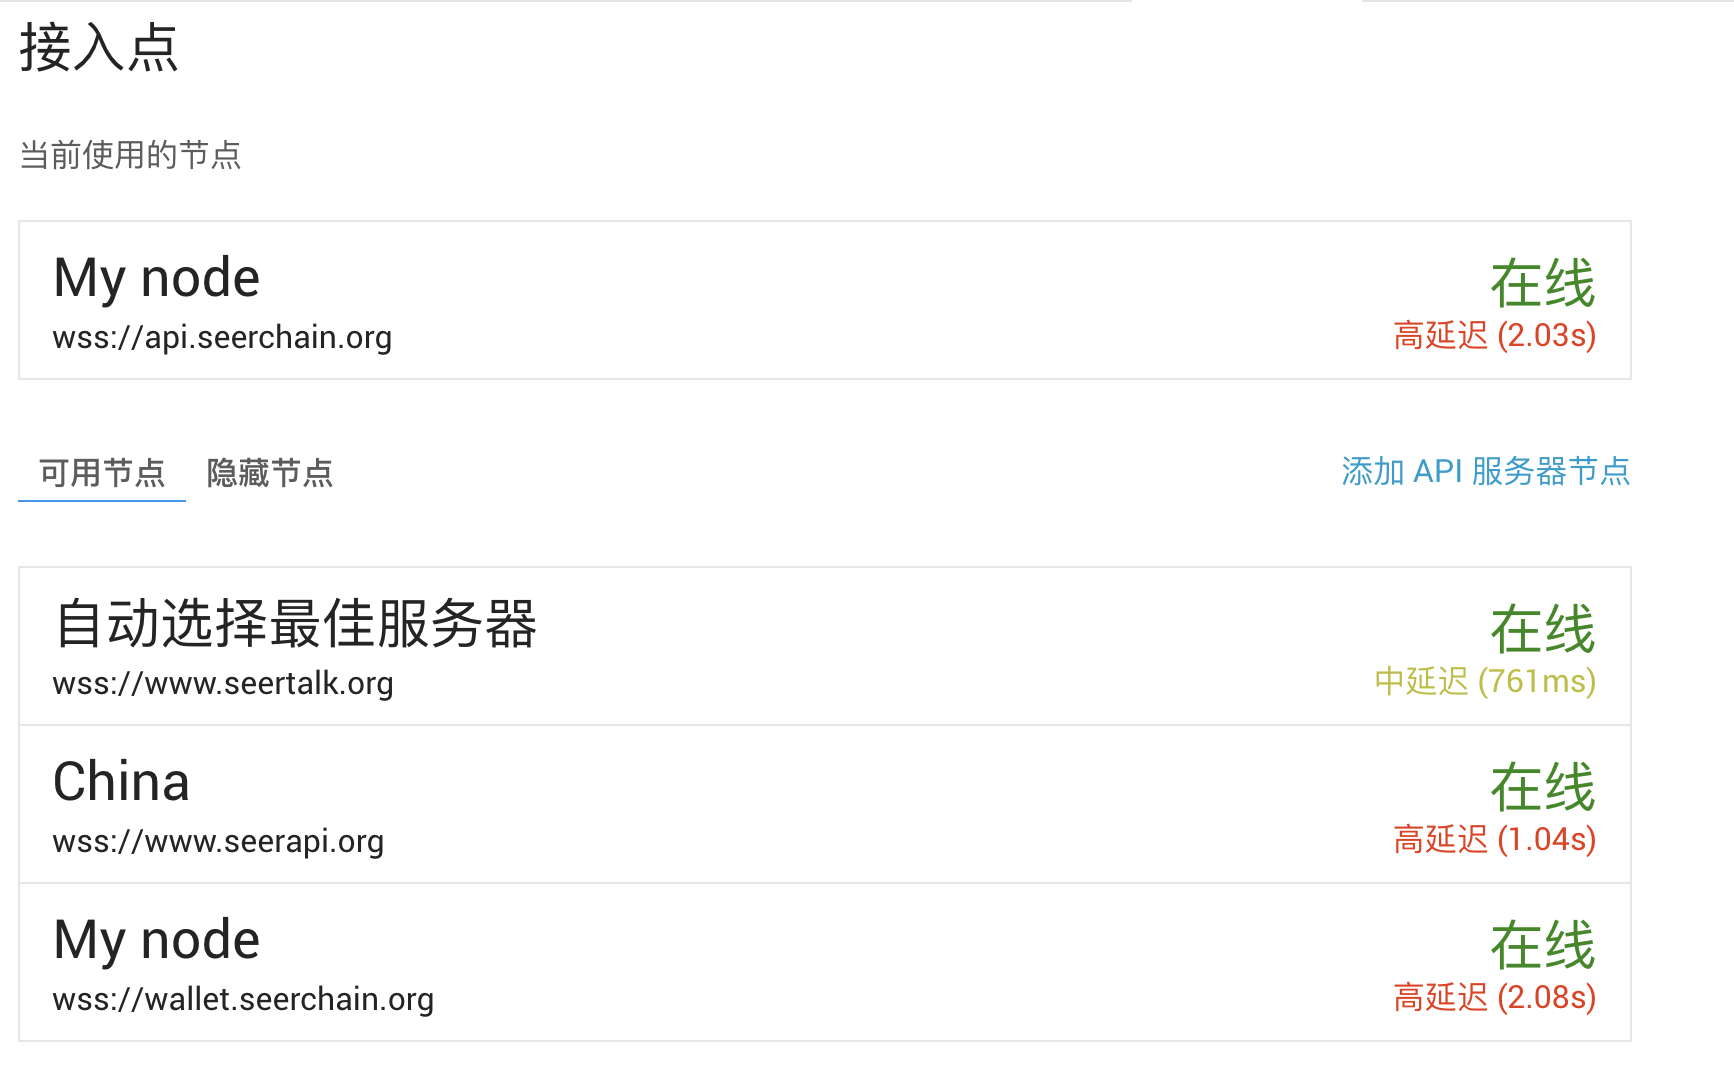 接入点
当前使用的节点
My node
在线
wss://api.seerchain.org
高延迟 (2.03s)
可用节点
隐藏节点
添加 API 服务器节点
自动选择最佳服务器
在线
wss://www.seertalk.org
中延迟 (761ms)
China
在线
wss://www.seerapi.org
高延迟 (1.04s)
My node
在线
wss://wallet.seerchain.org
高延迟 (2.08s)